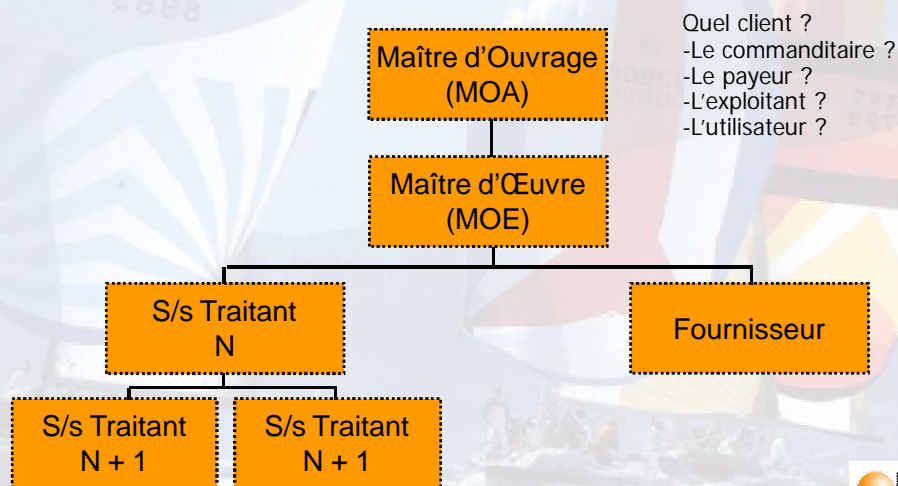 Quel client ?
-Le commanditaire ?
-Le payeur ?
-L'exploitant ?
-L'utilisateur ?
Maître d'Ouvrage
(MOA)
Maître d'Œuvre
(MOE)
S/s Traitant
N
Fournisseur
S/s Traitant
N + 1
S/s Traitant
N + 1